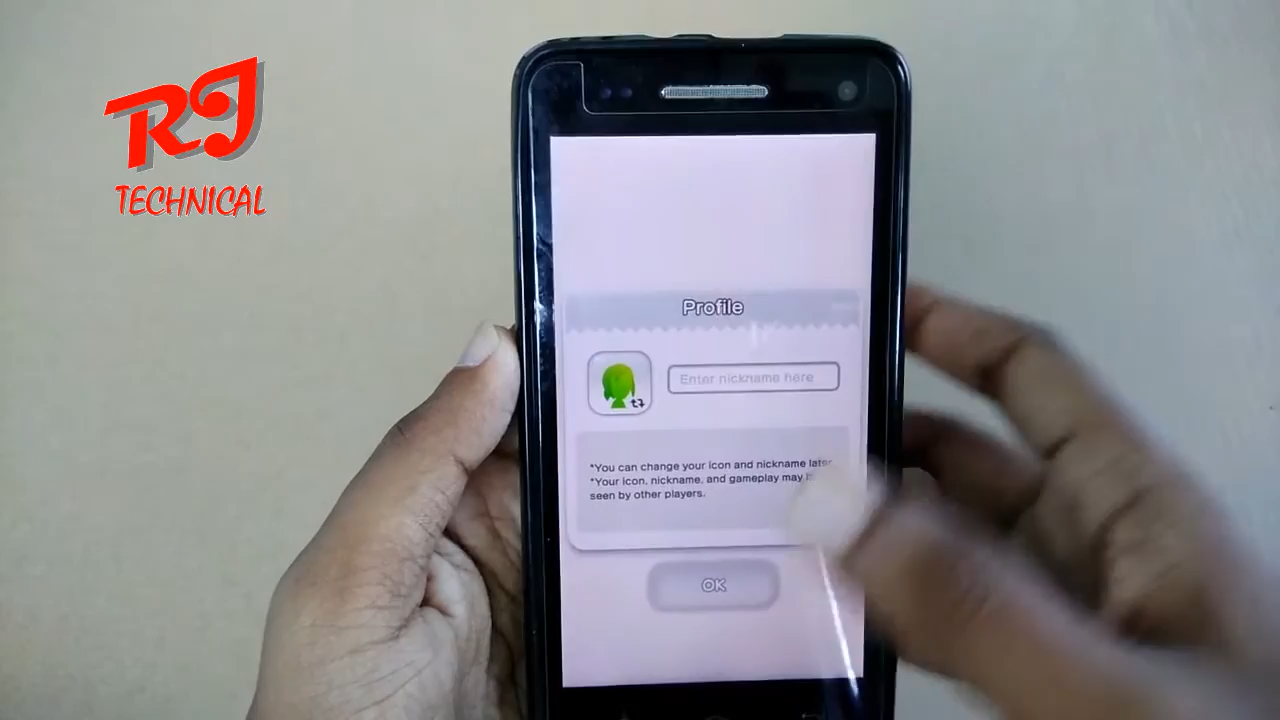 RJ
TECHNICAL
Profile
Enter nickname here
*You can change your icon and nickname later
*Your icon, nickname, and gameplay may
seen by other players.
OK